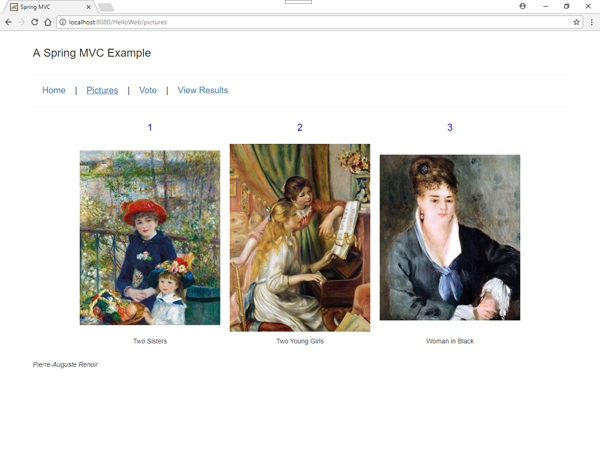 Spring MVC
localhost:8080/HelloWeb/pictures
A Spring MVC Example
Home | Pictures | Vote | View Results
1 2 3
Two Sisters Two Young Girls Woman in Black
Pierre-Auguste Renoir